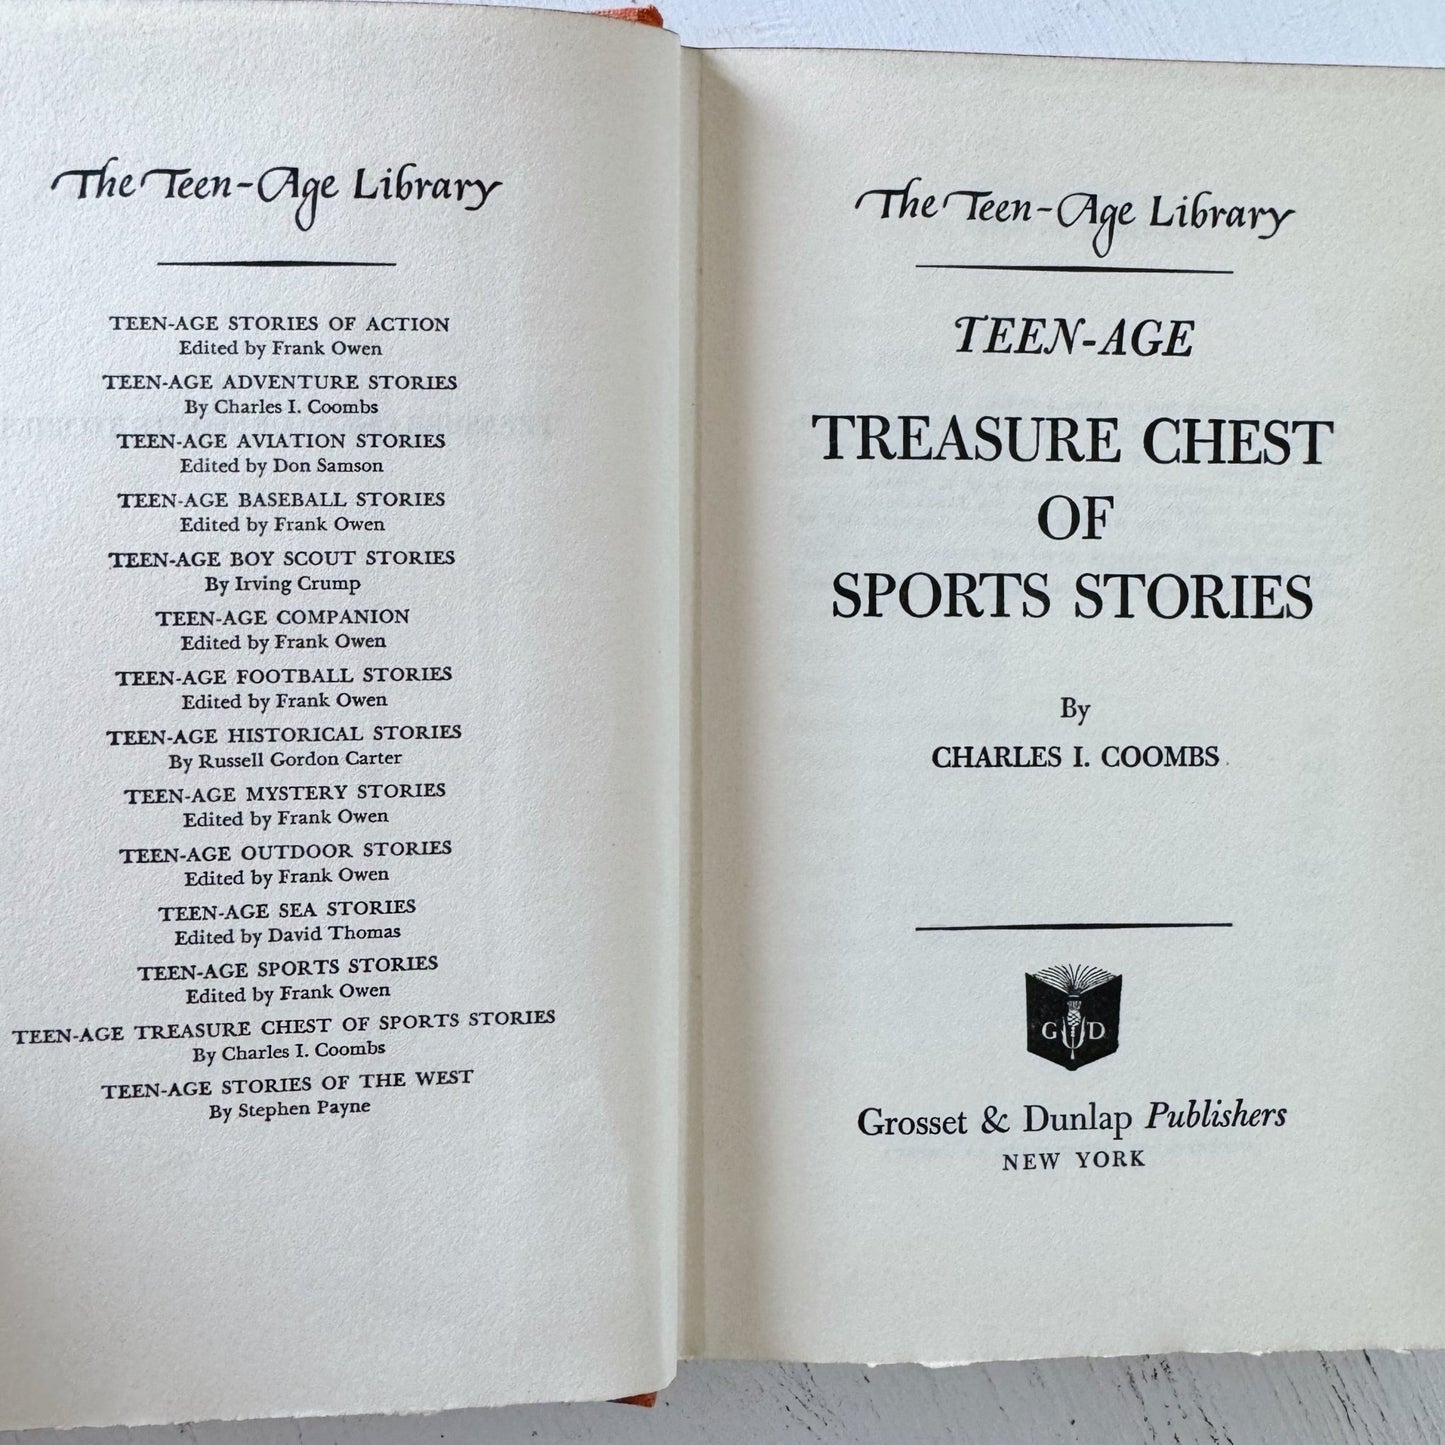 The Teen-Age Library
TEEN-AGE STORIES OF ACTION
Edited by Frank Owen
TEEN-AGE ADVENTURE STORIES
By Charles I. Coombs
TEEN-AGE AVIATION STORIES
Edited by Don Samson
TEEN-AGE BASEBALL STORIES
Edited by Frank Owen
TEEN-AGE BOY SCOUT STORIES
By Irving Crump
TEEN-AGE COMPANION
Edited by Frank Owen
TEEN-AGE FOOTBALL STORIES
Edited by Frank Owen
TEEN-AGE HISTORICAL STORIES
By Russell Gordon Carter
TEEN-AGE MYSTERY STORIES
Edited by Frank Owen
TEEN-AGE OUTDOOR STORIES
Edited by Frank Owen
TEEN-AGE SEA STORIES
Edited by David Thomas
TEEN-AGE SPORTS STORIES
Edited by Frank Owen
TEEN-AGE TREASURE CHEST OF SPORTS STORIES
By Charles I. Coombs
TEEN-AGE STORIES OF THE WEST
By Stephen Payne
The Teen-Age Library
TEEN-AGE
TREASURE CHEST
OF
SPORTS STORIES
By
CHARLES I. COOMBS
G D
Grosset & Dunlap Publishers
NEW YORK